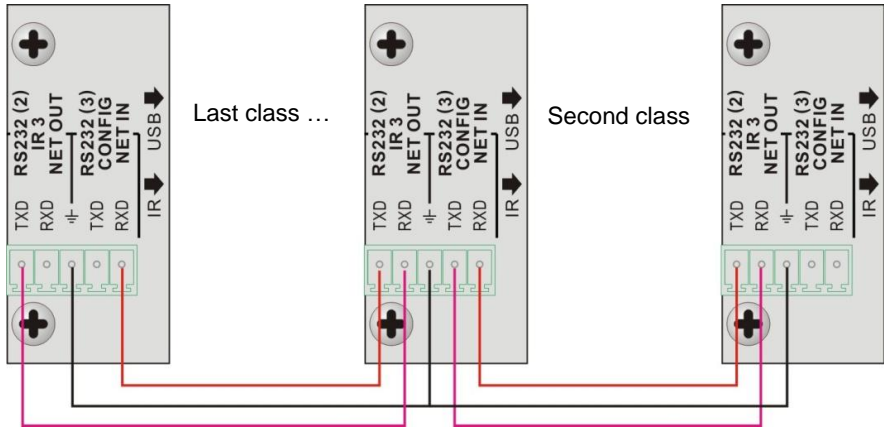 RS232 (2)
IR 3
NET OUT
RS232 (3)
CONFIG
NET IN
USB
IR
TXD
RXD
TXD
RXD
Last class …
RS232 (2)
IR 3
NET OUT
RS232 (3)
CONFIG
NET IN
USB
IR
TXD
RXD
TXD
RXD
Second class
RS232 (2)
IR 3
NET OUT
RS232 (3)
CONFIG
NET IN
USB
IR
TXD
RXD
TXD
RXD